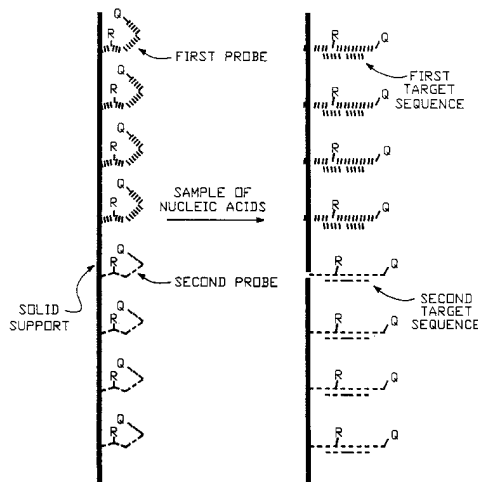 Q
R
FIRST PROBE
Q
R
Q
R
Q
R
Q
R
SECOND PROBE
SOLID
SUPPORT
Q
R
Q
R
Q
R
SAMPLE OF
NUCLEIC ACIDS
R
Q
FIRST
TARGET
SEQUENCE
R
Q
R
Q
R
Q
R
Q
SECOND
TARGET
SEQUENCE
R
Q
R
Q
R
Q